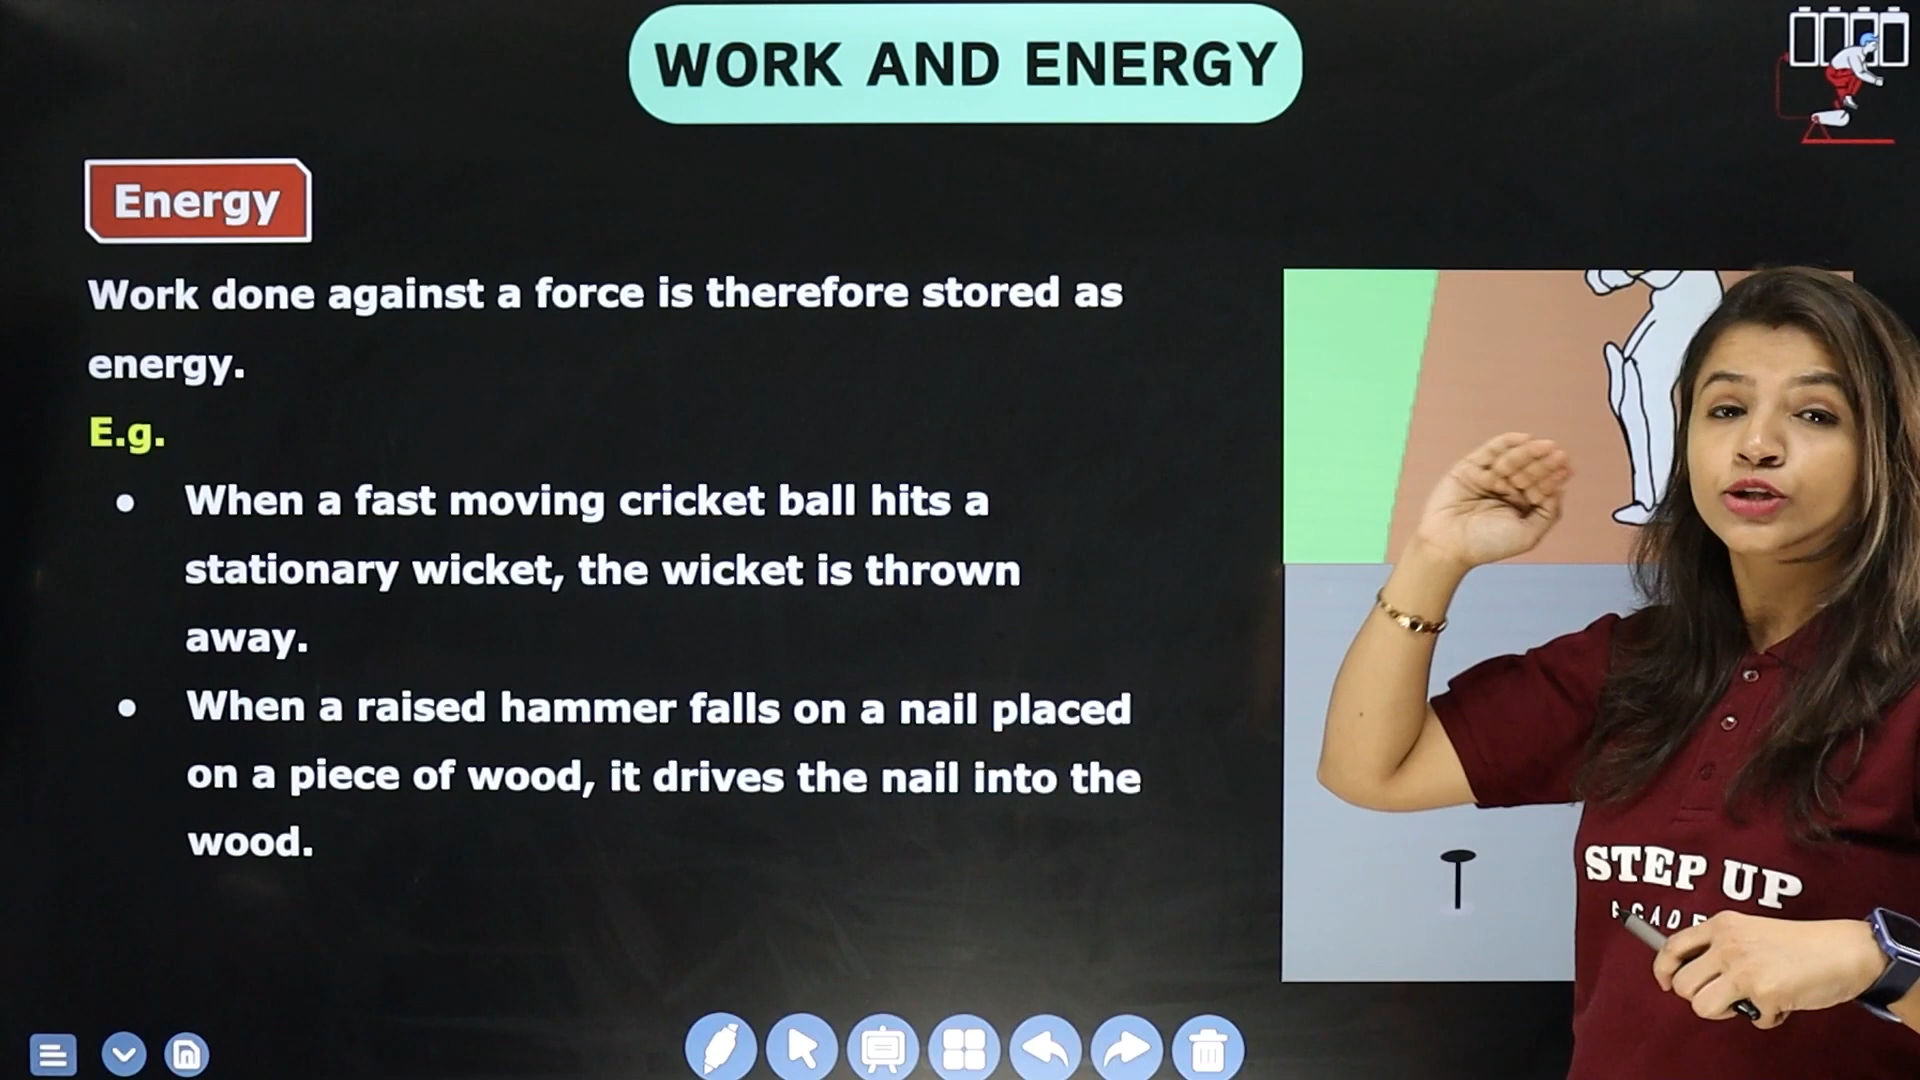 WORK AND ENERGY
Energy
Work done against a force is therefore stored as
energy.
E.g.
• When a fast moving cricket ball hits a
stationary wicket, the wicket is thrown
away.
• When a raised hammer falls on a nail placed
on a piece of wood, it drives the nail into the
wood.
STEP UP